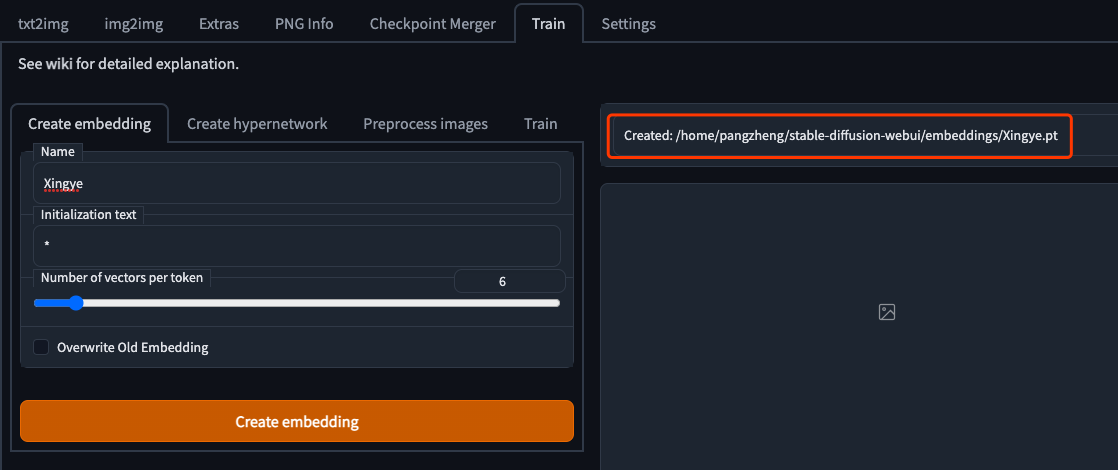 txt2img img2img Extras PNG Info Checkpoint Merger Train Settings
See wiki for detailed explanation.
Create embedding Create hypernetwork Preprocess images Train
Name
Xingye
Initialization text
*
Number of vectors per token 6
Overwrite Old Embedding
Create embedding
Created: /home/pangzheng/stable-diffusion-webui/embeddings/Xingye.pt